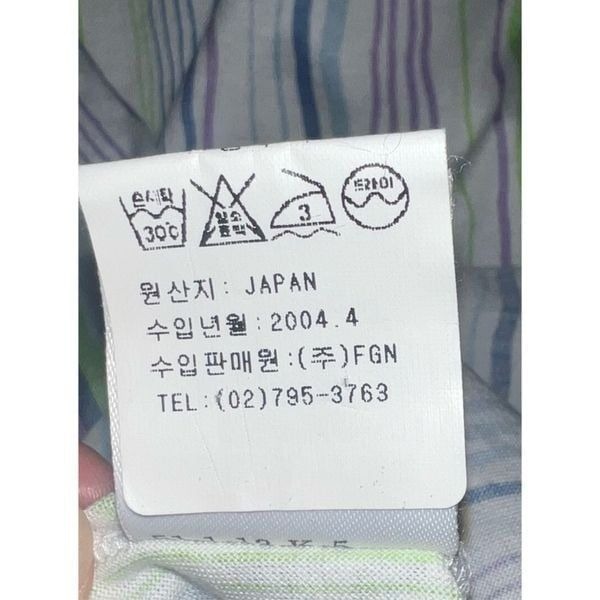 손세탁 염소표백 3 드라이
30℃
원산지: JAPAN
수입년월:2004.4
수입판매원:(주)FGN
TEL:(02)795-3763